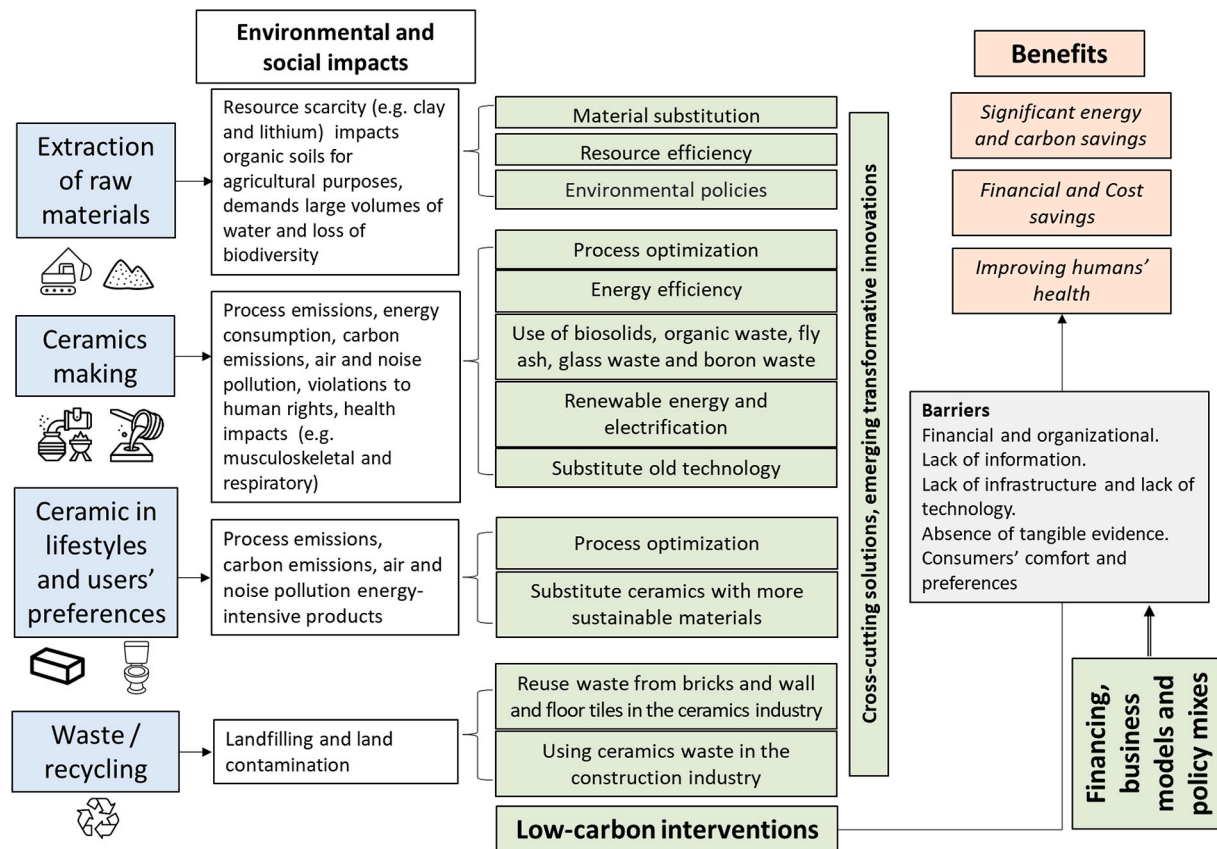 Environmental and
social impacts
Extraction
of raw
materials
Resource scarcity (e.g. clay
and lithium) impacts
organic soils for
agricultural purposes,
demands large volumes of
water and loss of
biodiversity
Material substitution
Resource efficiency
Environmental policies
Ceramics
making
Process emissions, energy
consumption, carbon
emissions, air and noise
pollution, violations to
human rights, health
impacts (e.g.
musculoskeletal and
respiratory)
Process optimization
Energy efficiency
Use of biosolids, organic waste, fly
ash, glass waste and boron waste
Renewable energy and
electrification
Substitute old technology
Ceramic in
lifestyles
and users’
preferences
Process emissions,
carbon emissions, air and
noise pollution energy-
intensive products
Process optimization
Substitute ceramics with more
sustainable materials
Waste /
recycling
Landfilling and land
contamination
Reuse waste from bricks and wall
and floor tiles in the ceramics industry
Using ceramics waste in the
construction industry
Low-carbon interventions
Cross-cutting solutions, emerging transformative innovations
Benefits
Significant energy
and carbon savings
Financial and Cost
savings
Improving humans’
health
Barriers
Financial and organizational.
Lack of information.
Lack of infrastructure and lack of
technology.
Absence of tangible evidence.
Consumers’ comfort and
preferences
Financing,
business
models and
policy mixes